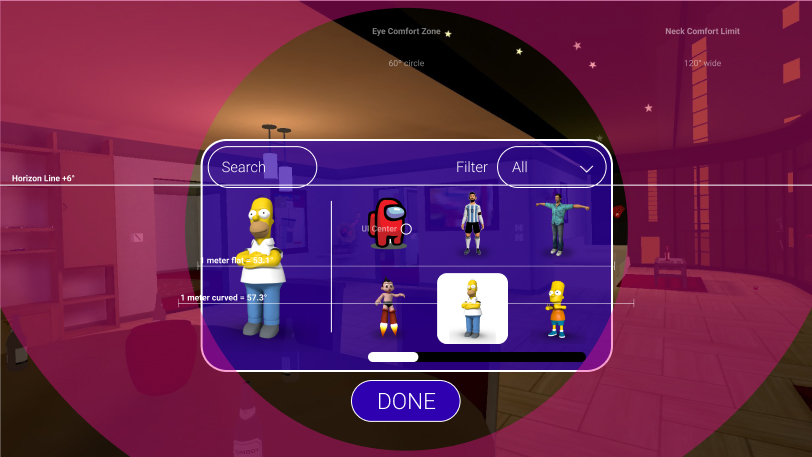 Eye Comfort Zone
Neck Comfort Limit
60° circle
120° wide
Search
Filter
All
Horizon Line +6°
UI Center
1 meter flat = 53.1°
1 meter curved = 57.3°
DONE